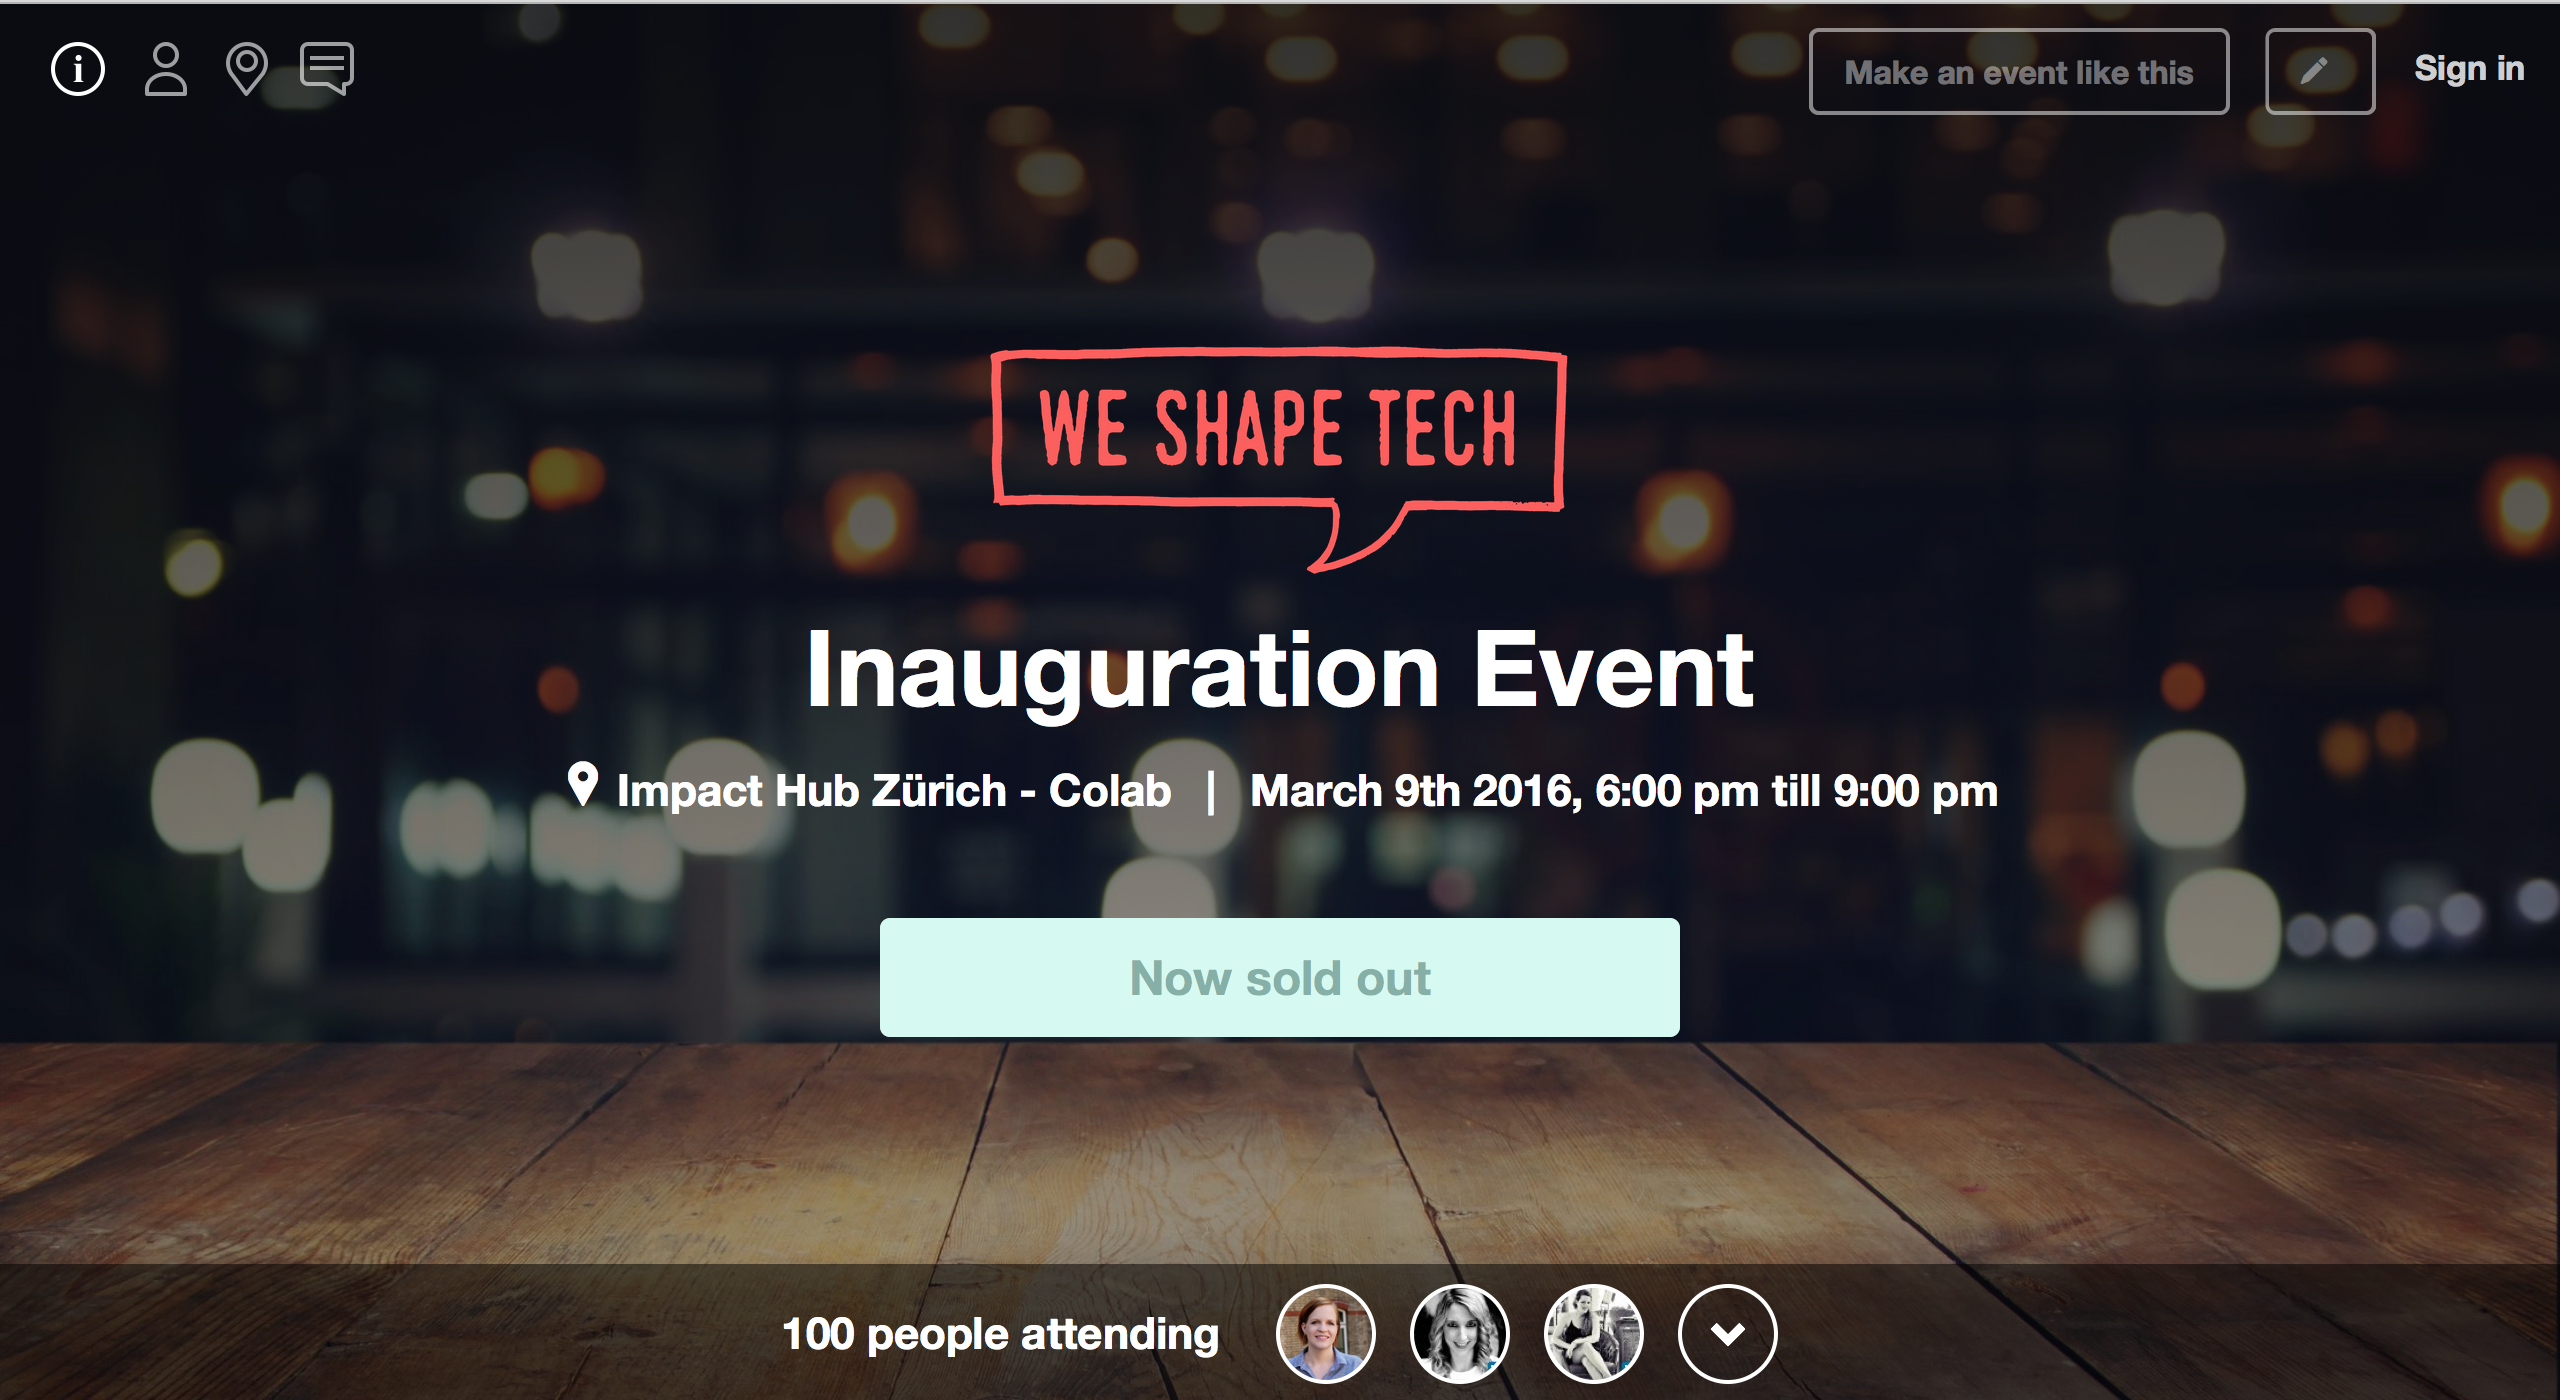 Make an event like this
Sign in
WE SHAPE TECH
Inauguration Event
Impact Hub Zürich - Colab | March 9th 2016, 6:00 pm till 9:00 pm
Now sold out
100 people attending